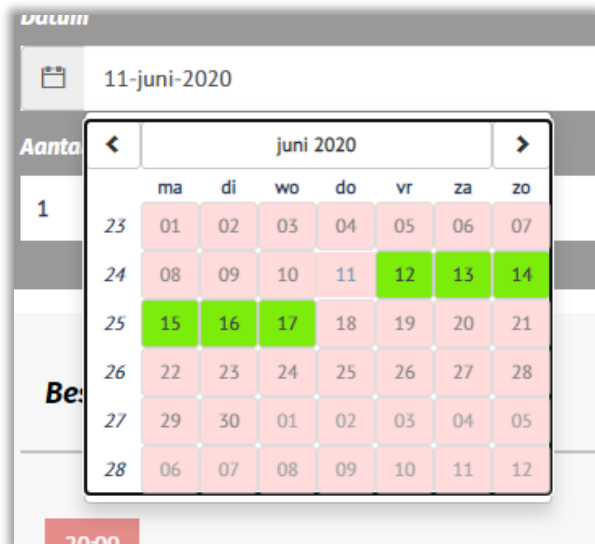 Datum
11-juni-2020
Aanta
juni 2020
ma di wo do vr za zo
1
23 01 02 03 04 05 06 07
24 08 09 10 11 12 13 14
25 15 16 17 18 19 20 21
26 22 23 24 25 26 27 28
Bes
27 29 30 01 02 03 04 05
28 06 07 08 09 10 11 12
20:00